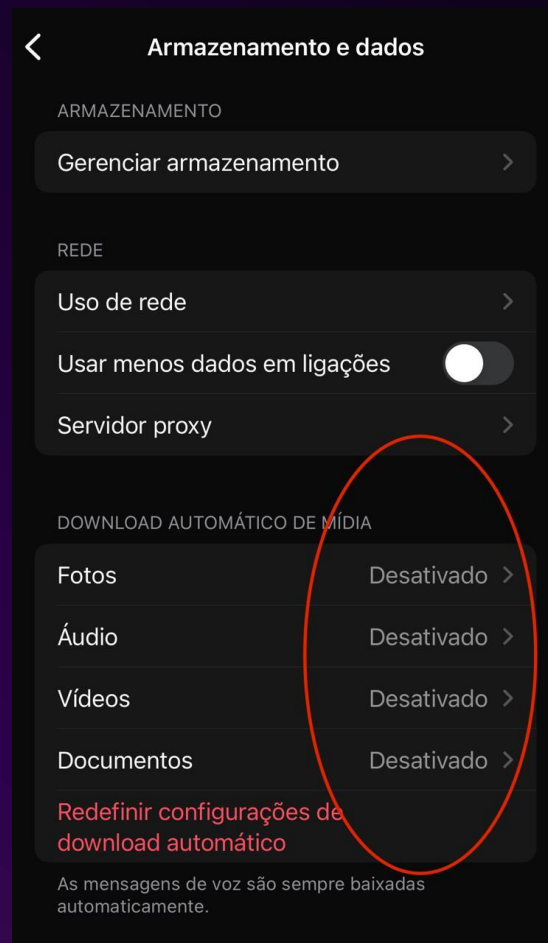 Armazenamento e dados
ARMAZENAMENTO
Gerenciar armazenamento
REDE
Uso de rede
Usar menos dados em ligações
Servidor proxy
DOWNLOAD AUTOMÁTICO DE MÍDIA
Fotos Desativado
Áudio Desativado
Vídeos Desativado
Documentos Desativado
Redefinir configurações de
download automático
As mensagens de voz são sempre baixadas
automaticamente.